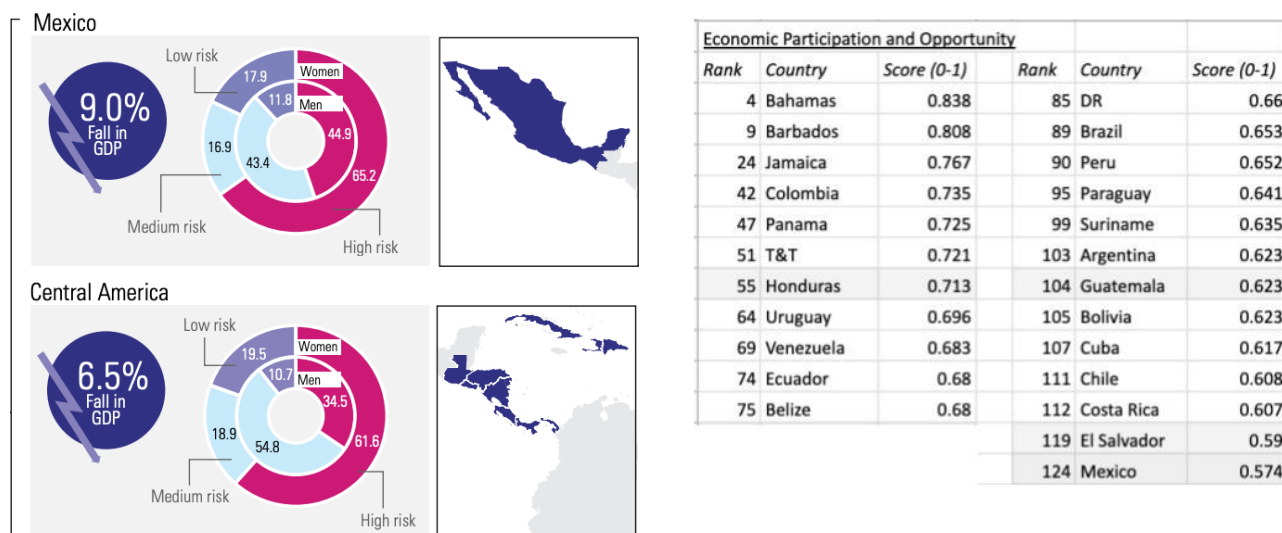 Mexico
Low risk
17.9
Women
11.8
Men
9.0%
Fall in
GDP
44.9
16.9
43.4
65.2
Medium risk
High risk
Central America
Low risk
19.5
Women
10.7
Men
6.5%
Fall in
GDP
34.5
18.9
54.8
61.6
Medium risk
High risk
Economic Participation and Opportunity
Rank Country Score (0-1) Rank Country Score (0-1)
4 Bahamas 0.838 85 DR 0.66
9 Barbados 0.808 89 Brazil 0.653
24 Jamaica 0.767 90 Peru 0.652
42 Colombia 0.735 95 Paraguay 0.641
47 Panama 0.725 99 Suriname 0.635
51 T&T 0.721 103 Argentina 0.623
55 Honduras 0.713 104 Guatemala 0.623
64 Uruguay 0.696 105 Bolivia 0.623
69 Venezuela 0.683 107 Cuba 0.617
74 Ecuador 0.68 111 Chile 0.608
75 Belize 0.68 112 Costa Rica 0.607
119 El Salvador 0.59
124 Mexico 0.574